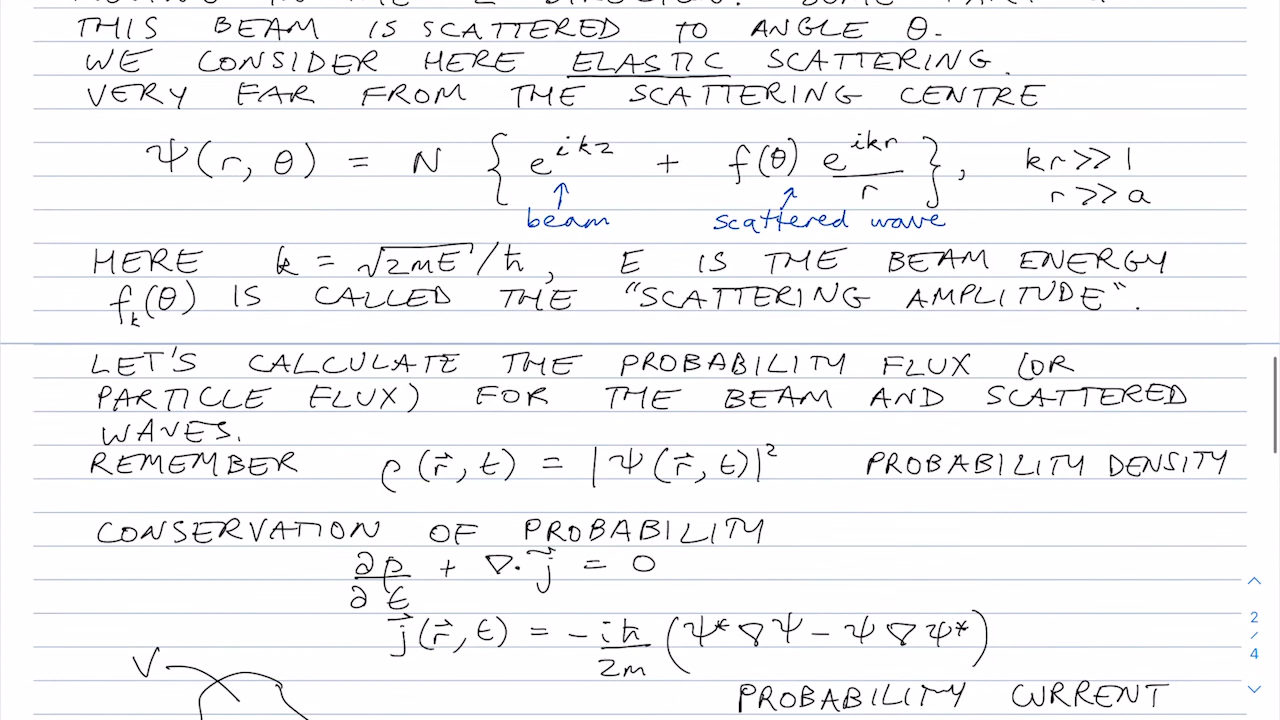 THIS BEAM IS SCATTERED TO ANGLE θ.
WE CONSIDER HERE ELASTIC SCATTERING.
VERY FAR FROM THE SCATTERING CENTRE
Ψ(r, θ) = N { e^{ikz} + f(θ) e^{ikr}/r }, kr >> 1
r >> a
beam scattered wave
HERE k = √2mE/ħ, E IS THE BEAM ENERGY
f_k(θ) IS CALLED THE "SCATTERING AMPLITUDE".
LET'S CALCULATE THE PROBABILITY FLUX (OR
PARTICLE FLUX) FOR THE BEAM AND SCATTERED
WAVES.
REMEMBER ρ(r⃗, t) = |Ψ(r⃗, t)|² PROBABILITY DENSITY
CONSERVATION OF PROBABILITY
∂ρ/∂t + ∇·j⃗ = 0
j⃗(r⃗, t) = -iħ/2m (Ψ*∇Ψ - Ψ∇Ψ*)
V
PROBABILITY CURRENT
2
/
4